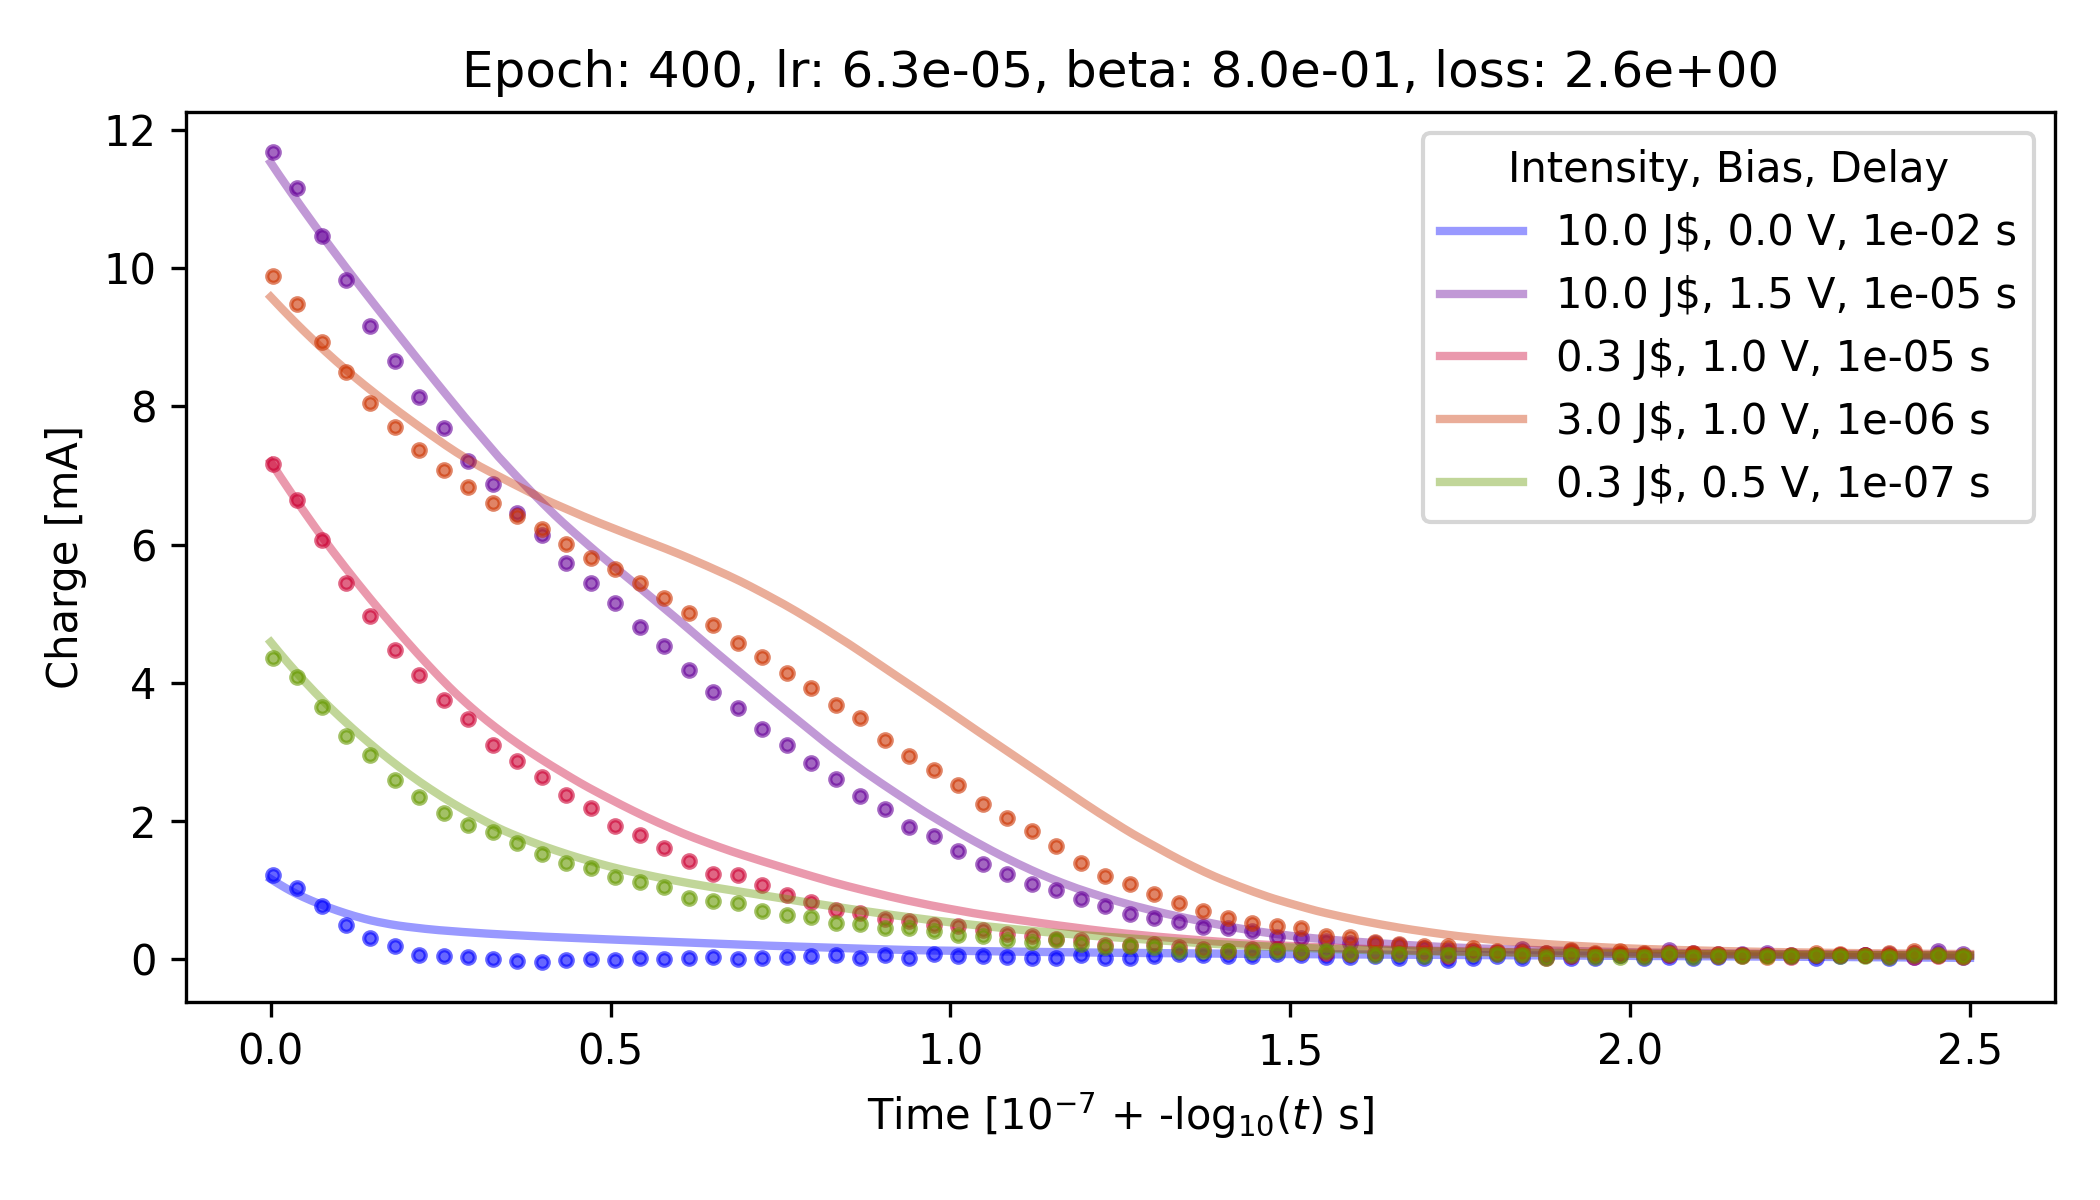 Epoch: 400, lr: 6.3e-05, beta: 8.0e-01, loss: 2.6e+00
Charge [mA]
12
10
8
6
4
2
0
Intensity, Bias, Delay
10.0 J$, 0.0 V, 1e-02 s
10.0 J$, 1.5 V, 1e-05 s
0.3 J$, 1.0 V, 1e-05 s
3.0 J$, 1.0 V, 1e-06 s
0.3 J$, 0.5 V, 1e-07 s
0.0 0.5 1.0 1.5 2.0 2.5
Time [10⁻⁷ + -log₁₀(t) s]